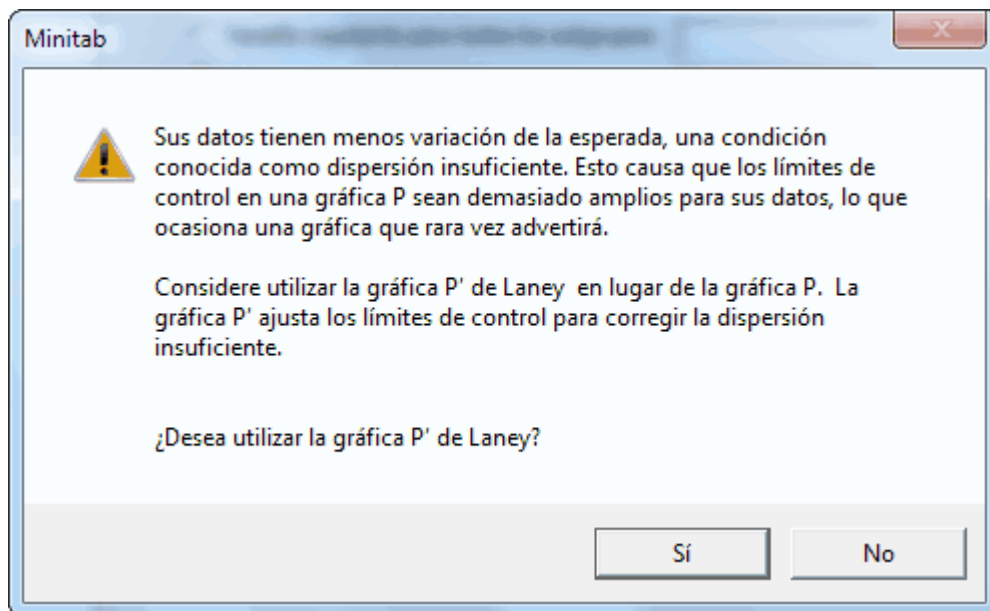 Minitab
Sus datos tienen menos variación de la esperada, una condición
conocida como dispersión insuficiente. Esto causa que los límites de
control en una gráfica P sean demasiado amplios para sus datos, lo que
ocasiona una gráfica que rara vez advertirá.
Considere utilizar la gráfica P' de Laney en lugar de la gráfica P. La
gráfica P' ajusta los límites de control para corregir la dispersión
insuficiente.
¿Desea utilizar la gráfica P' de Laney?
Sí
No